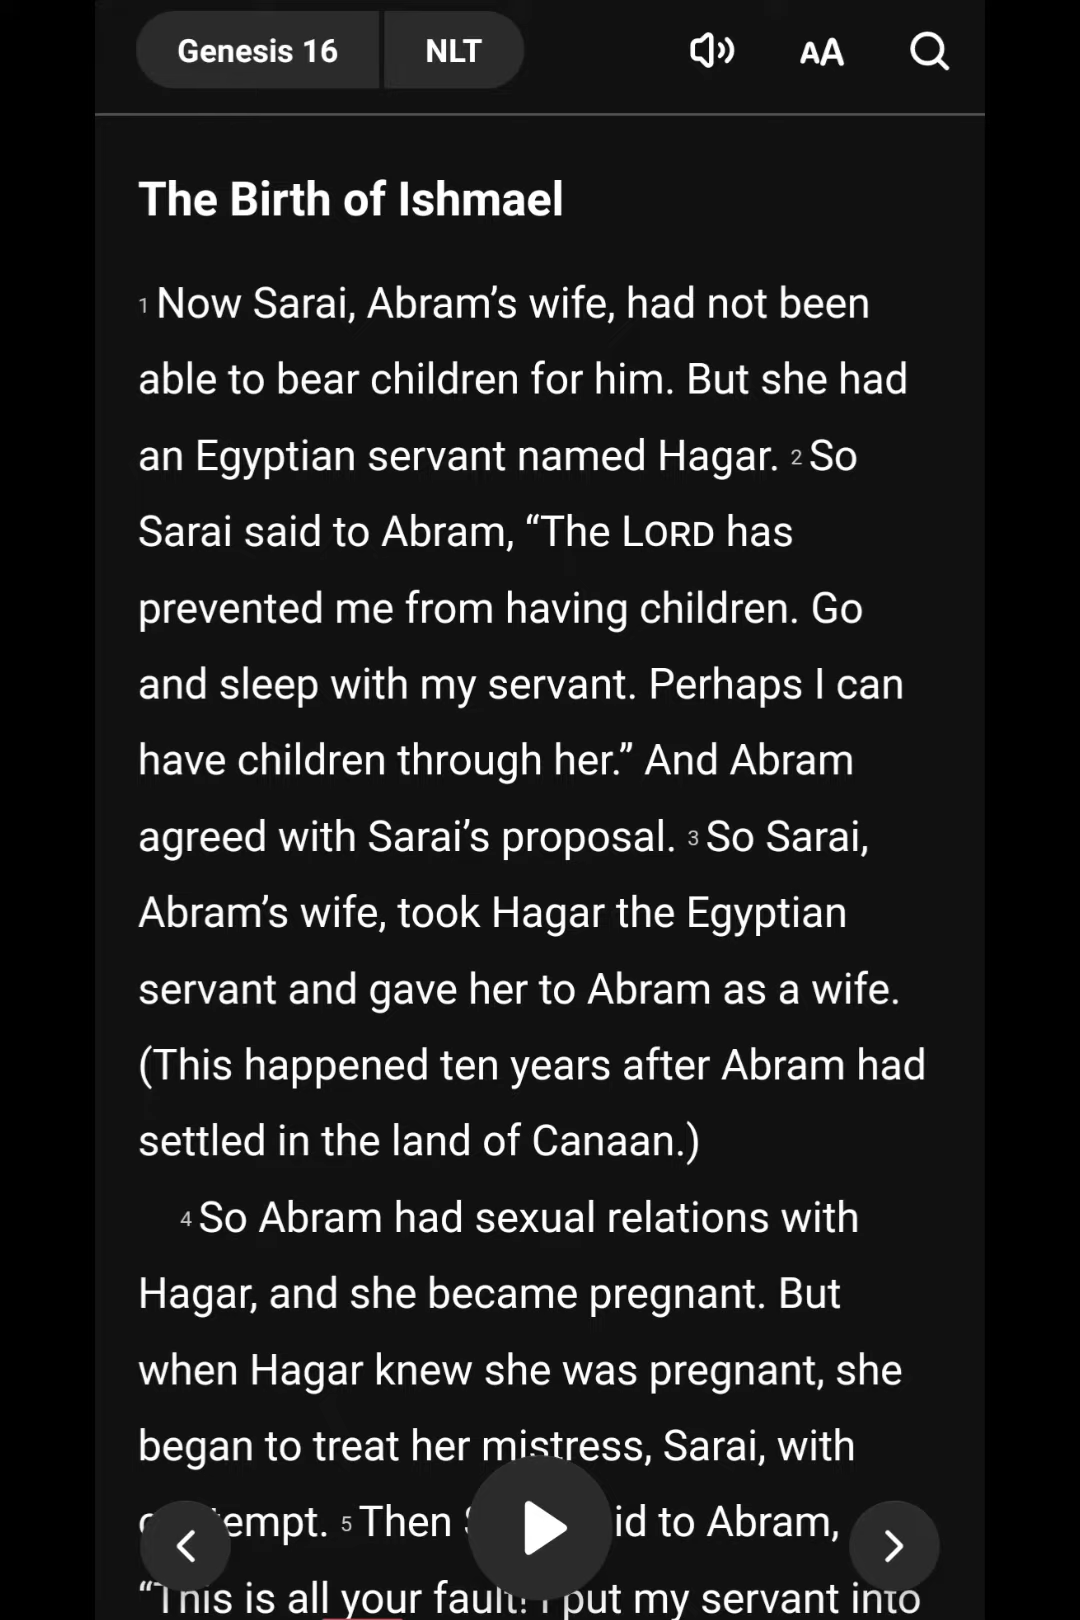 Genesis 16 NLT AA
The Birth of Ishmael
1 Now Sarai, Abram’s wife, had not been
able to bear children for him. But she had
an Egyptian servant named Hagar. 2 So
Sarai said to Abram, “The LORD has
prevented me from having children. Go
and sleep with my servant. Perhaps I can
have children through her.” And Abram
agreed with Sarai’s proposal. 3 So Sarai,
Abram’s wife, took Hagar the Egyptian
servant and gave her to Abram as a wife.
(This happened ten years after Abram had
settled in the land of Canaan.)
4 So Abram had sexual relations with
Hagar, and she became pregnant. But
when Hagar knew she was pregnant, she
began to treat her mistress, Sarai, with
5 Then to Abram,
“This is all your fault! I put my servant into